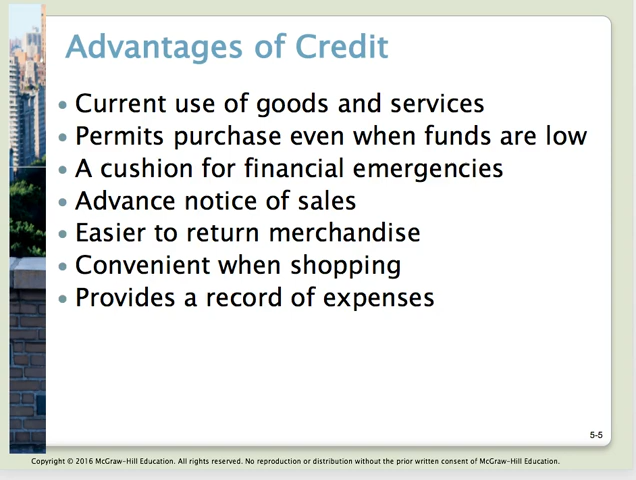 Advantages of Credit
• Current use of goods and services
• Permits purchase even when funds are low
• A cushion for financial emergencies
• Advance notice of sales
• Easier to return merchandise
• Convenient when shopping
• Provides a record of expenses
5-5
Copyright © 2016 McGraw-Hill Education. All rights reserved. No reproduction or distribution without the prior written consent of McGraw-Hill Education.